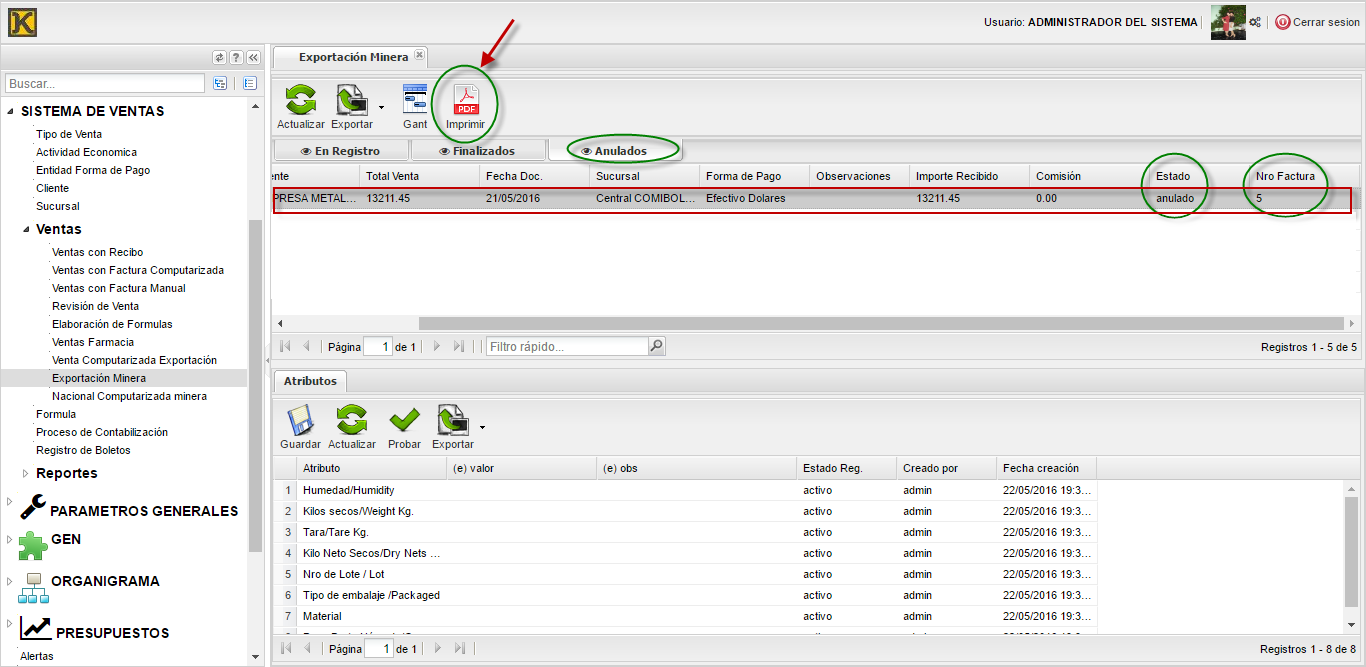 K
Usuario: ADMINISTRADOR DEL SISTEMA
Cerrar sesion
Buscar...
SISTEMA DE VENTAS
Tipo de Venta
Actividad Economica
Entidad Forma de Pago
Cliente
Sucursal
Ventas
Ventas con Recibo
Ventas con Factura Computarizada
Ventas con Factura Manual
Revisión de Venta
Elaboración de Formulas
Ventas Farmacia
Venta Computarizada Exportación
Exportación Minera
Nacional Computarizada minera
Formula
Proceso de Contabilización
Registro de Boletos
Reportes
PARAMETROS GENERALES
GEN
ORGANIGRAMA
PRESUPUESTOS
Alertas
Exportación Minera
Actualizar Exportar Gant PDF Imprimir
En Registro Finalizados Anulados
nte Total Venta Fecha Doc. Sucursal Forma de Pago Observaciones Importe Recibido Comisión Estado Nro Factura
PRESA METAL... 13211.45 21/05/2016 Central COMIBOL... Efectivo Dolares 13211.45 0.00 anulado 5
Página 1 de 1 Filtro rápido... Registros 1 - 5 de 5
Atributos
Guardar Actualizar Probar Exportar
Atributo (e) valor (e) obs Estado Reg. Creado por Fecha creación
1 Humedad/Humidity activo admin 22/05/2016 19:3...
2 Kilos secos/Weight Kg. activo admin 22/05/2016 19:3...
3 Tara/Tare Kg. activo admin 22/05/2016 19:3...
4 Kilo Neto Secos/Dry Nets ... activo admin 22/05/2016 19:3...
5 Nro de Lote / Lot activo admin 22/05/2016 19:3...
6 Tipo de embalaje /Packaged activo admin 22/05/2016 19:3...
7 Material activo admin 22/05/2016 19:3...
Página 1 de 1 Registros 1 - 8 de 8